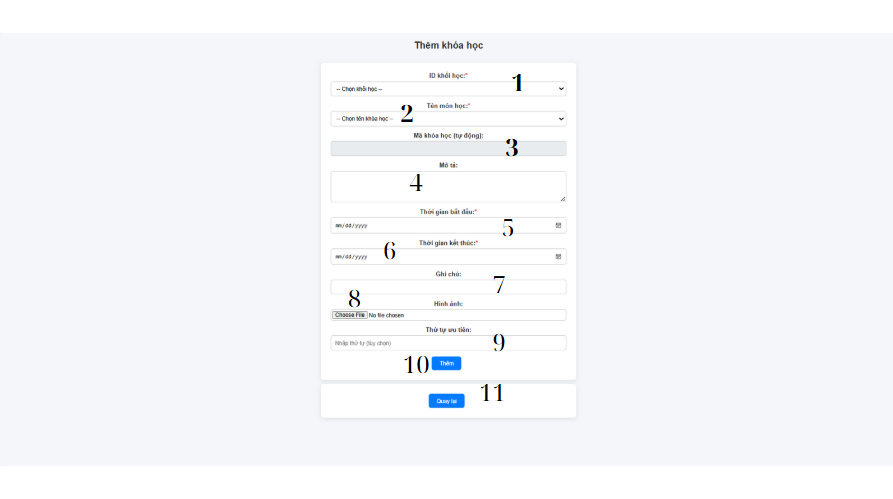 Thêm khóa học
ID khối học:*
1
-- Chọn khối học --
Tên môn học:*
2
-- Chọn tên khóa học --
Mã khóa học (tự động):
3
Mô tả:
4
Thời gian bắt đầu:*
5
mm/dd/yyyy
Thời gian kết thúc:*
6
mm/dd/yyyy
Ghi chú:
7
8
Hình ảnh:
Choose File No file chosen
Thứ tự ưu tiên:
9
Nhập thứ tự (tùy chọn)
10 Thêm
11
Quay lại